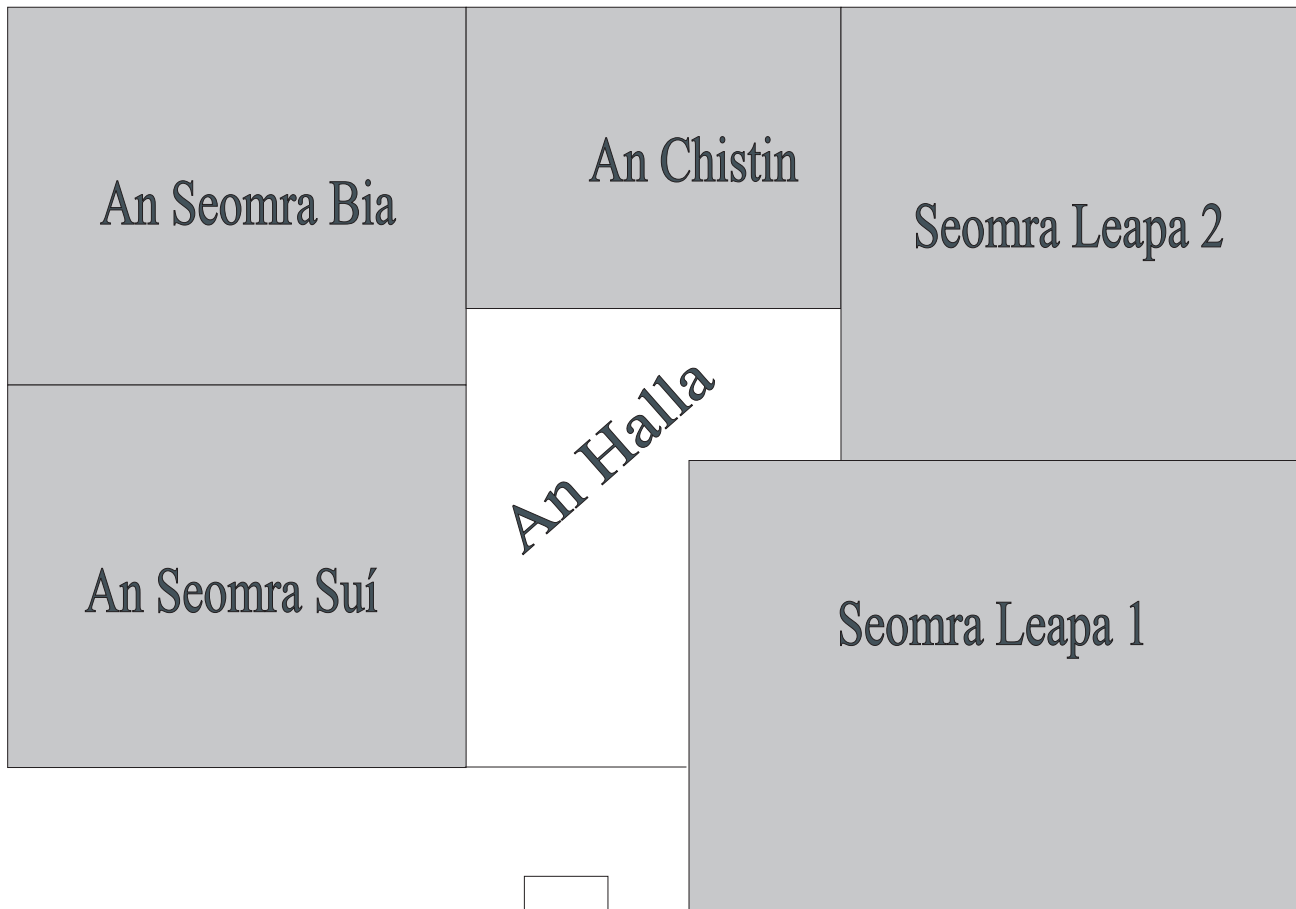 An Seomra Bia
An Chistin
Seomra Leapa 2
An Halla
An Seomra Suí
Seomra Leapa 1